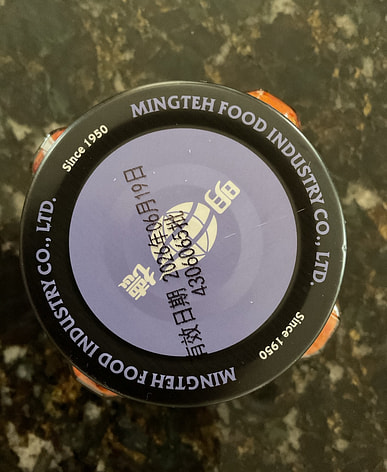 MINGTEH FOOD INDUSTRY CO., LTD.
Since 1950
MINGTEH FOOD INDUSTRY CO., LTD.
Since 1950
明德
有效日期 2026年06月19日